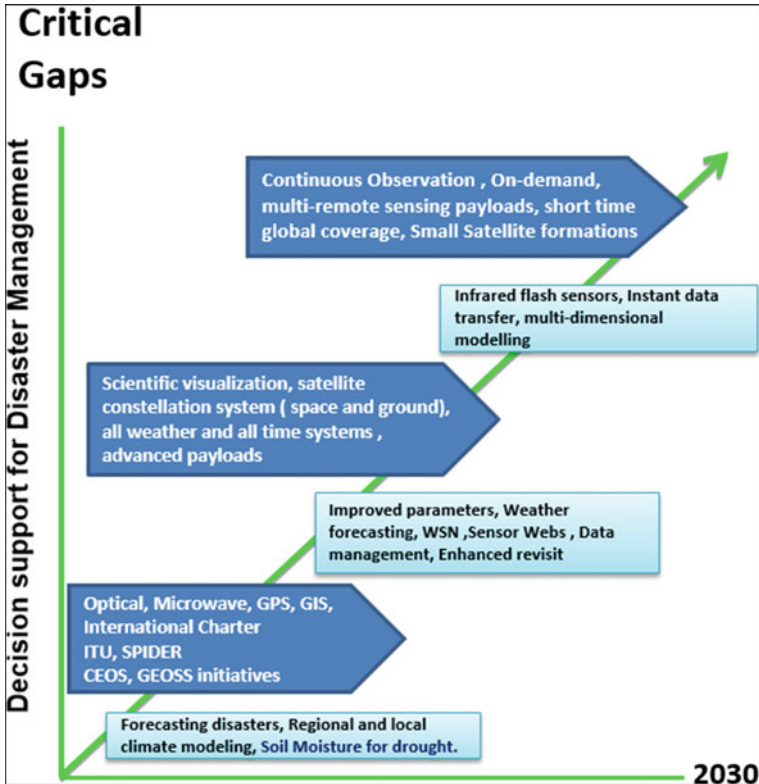 Critical
Gaps
Decision support for Disaster Management
Continuous Observation , On-demand,
multi-remote sensing payloads, short time
global coverage, Small Satellite formations
Infrared flash sensors, Instant data
transfer, multi-dimensional
modelling
Scientific visualization, satellite
constellation system ( space and ground),
all weather and all time systems ,
advanced payloads
Improved parameters, Weather
forecasting, WSN ,Sensor Webs , Data
management, Enhanced revisit
Optical, Microwave, GPS, GIS,
International Charter
ITU, SPIDER
CEOS, GEOSS initiatives
Forecasting disasters, Regional and local
climate modeling, Soil Moisture for drought.
2030